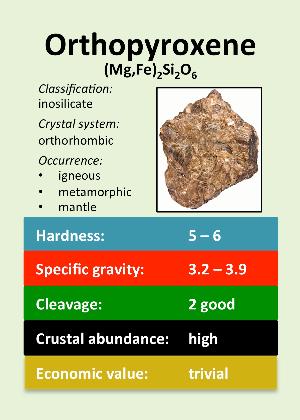 Orthopyroxene
(Mg,Fe)₂Si₂O₆
Classification:
inosilicate
Crystal system:
orthorhombic
Occurrence:
• igneous
• metamorphic
• mantle
Hardness: 5 – 6
Specific gravity: 3.2 – 3.9
Cleavage: 2 good
Crustal abundance: high
Economic value: trivial